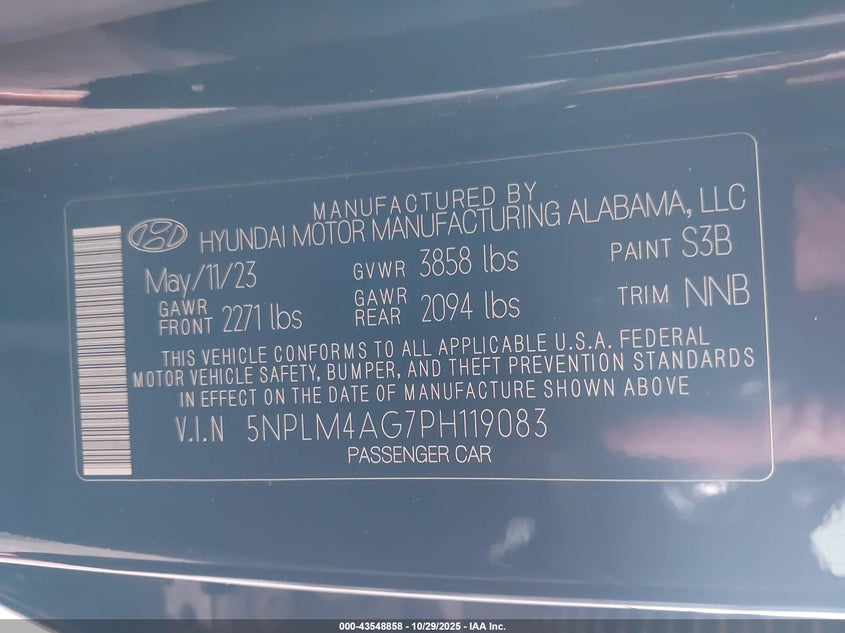 MANUFACTURED BY
HYUNDAI MOTOR MANUFACTURING ALABAMA, LLC
May/11/23 GVWR 3858 lbs PAINT S3B
GAWR FRONT 2271 lbs GAWR REAR 2094 lbs TRIM NNB
THIS VEHICLE CONFORMS TO ALL APPLICABLE U.S.A. FEDERAL
MOTOR VEHICLE SAFETY, BUMPER, AND THEFT PREVENTION STANDARDS
IN EFFECT ON THE DATE OF MANUFACTURE SHOWN ABOVE
V.I.N 5NPLM4AG7PH119083
PASSENGER CAR
000-43548858 - 10/29/2025 - IAA Inc.